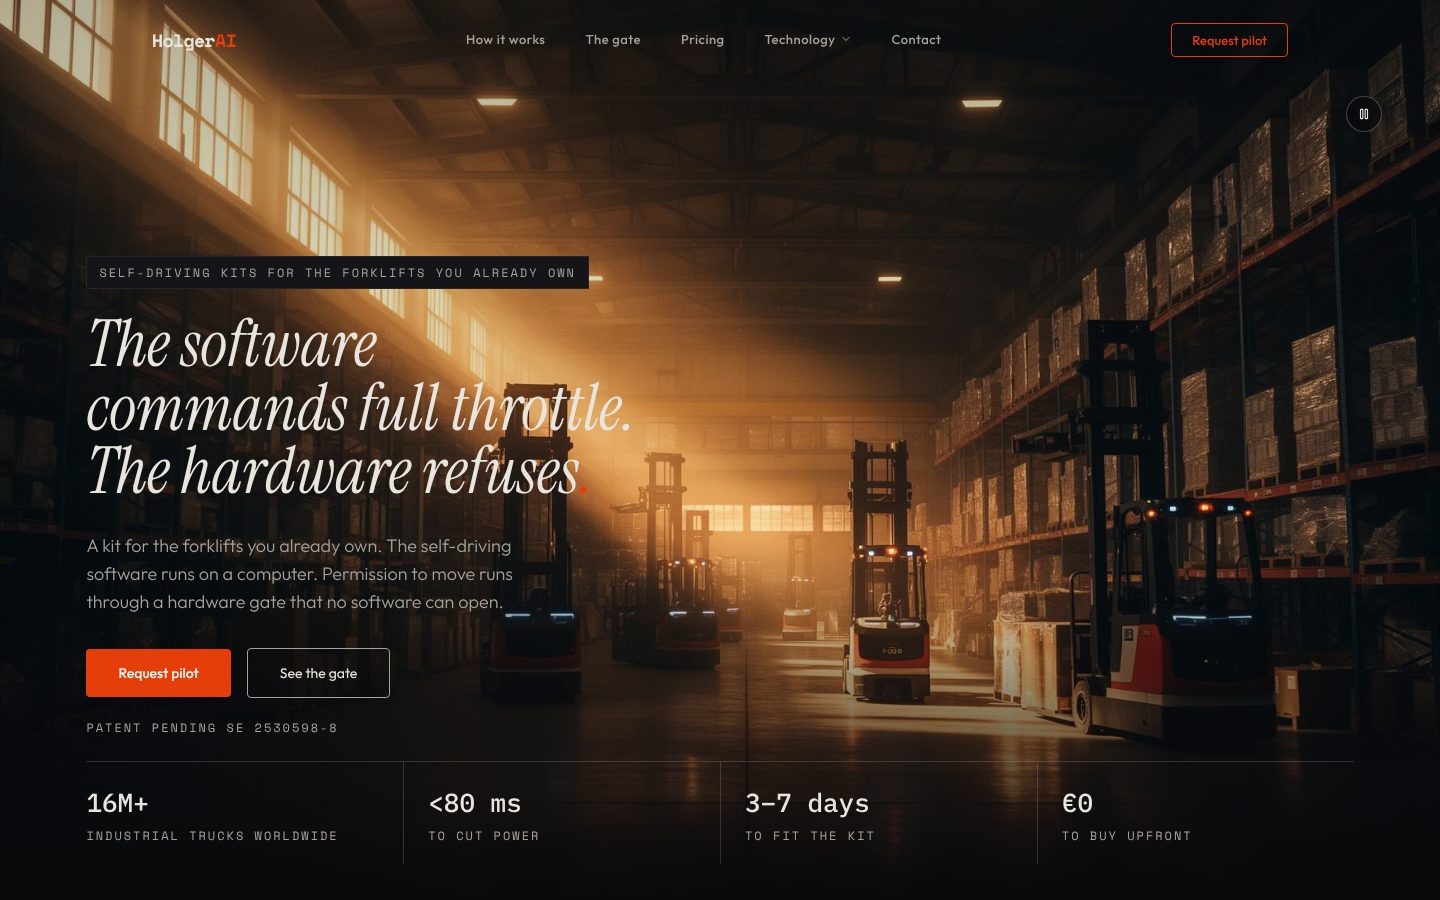 HolgerAI
How it works
The gate
Pricing
Technology
Contact
Request pilot
SELF-DRIVING KITS FOR THE FORKLIFTS YOU ALREADY OWN
The software
commands full throttle.
The hardware refuses.
A kit for the forklifts you already own. The self-driving
software runs on a computer. Permission to move runs
through a hardware gate that no software can open.
Request pilot
See the gate
PATENT PENDING SE 2530598-8
16M+
INDUSTRIAL TRUCKS WORLDWIDE
<80 ms
TO CUT POWER
3–7 days
TO FIT THE KIT
€0
TO BUY UPFRONT